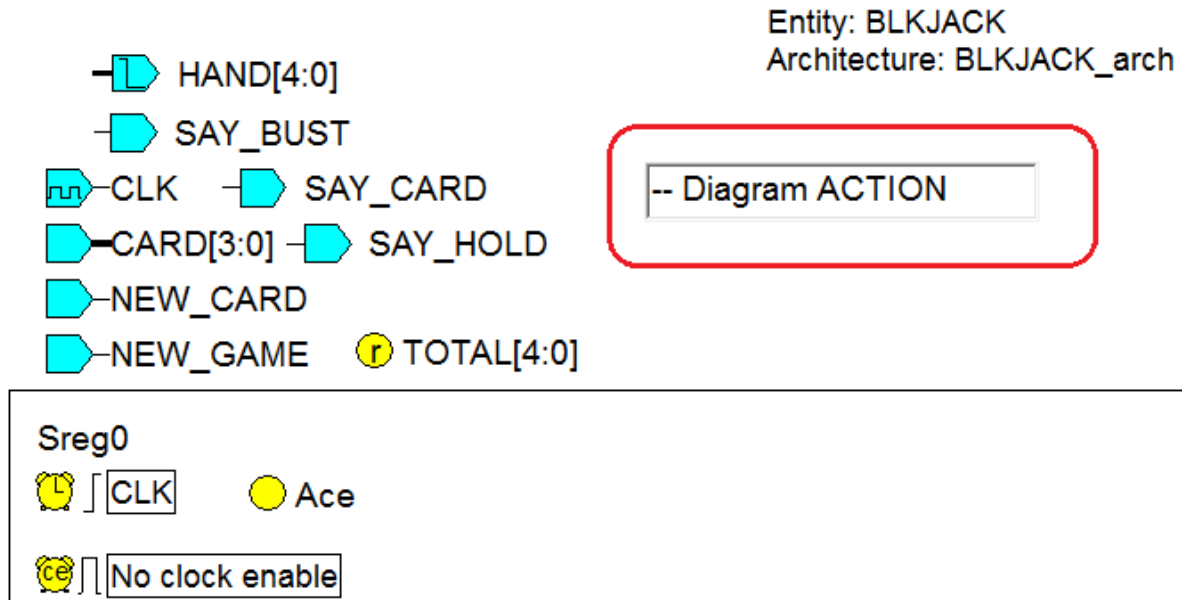 Entity: BLKJACK
Architecture: BLKJACK_arch
HAND[4:0]
SAY_BUST
CLK SAY_CARD
-- Diagram ACTION
CARD[3:0] SAY_HOLD
NEW_CARD
NEW_GAME r TOTAL[4:0]
Sreg0
CLK Ace
ce No clock enable